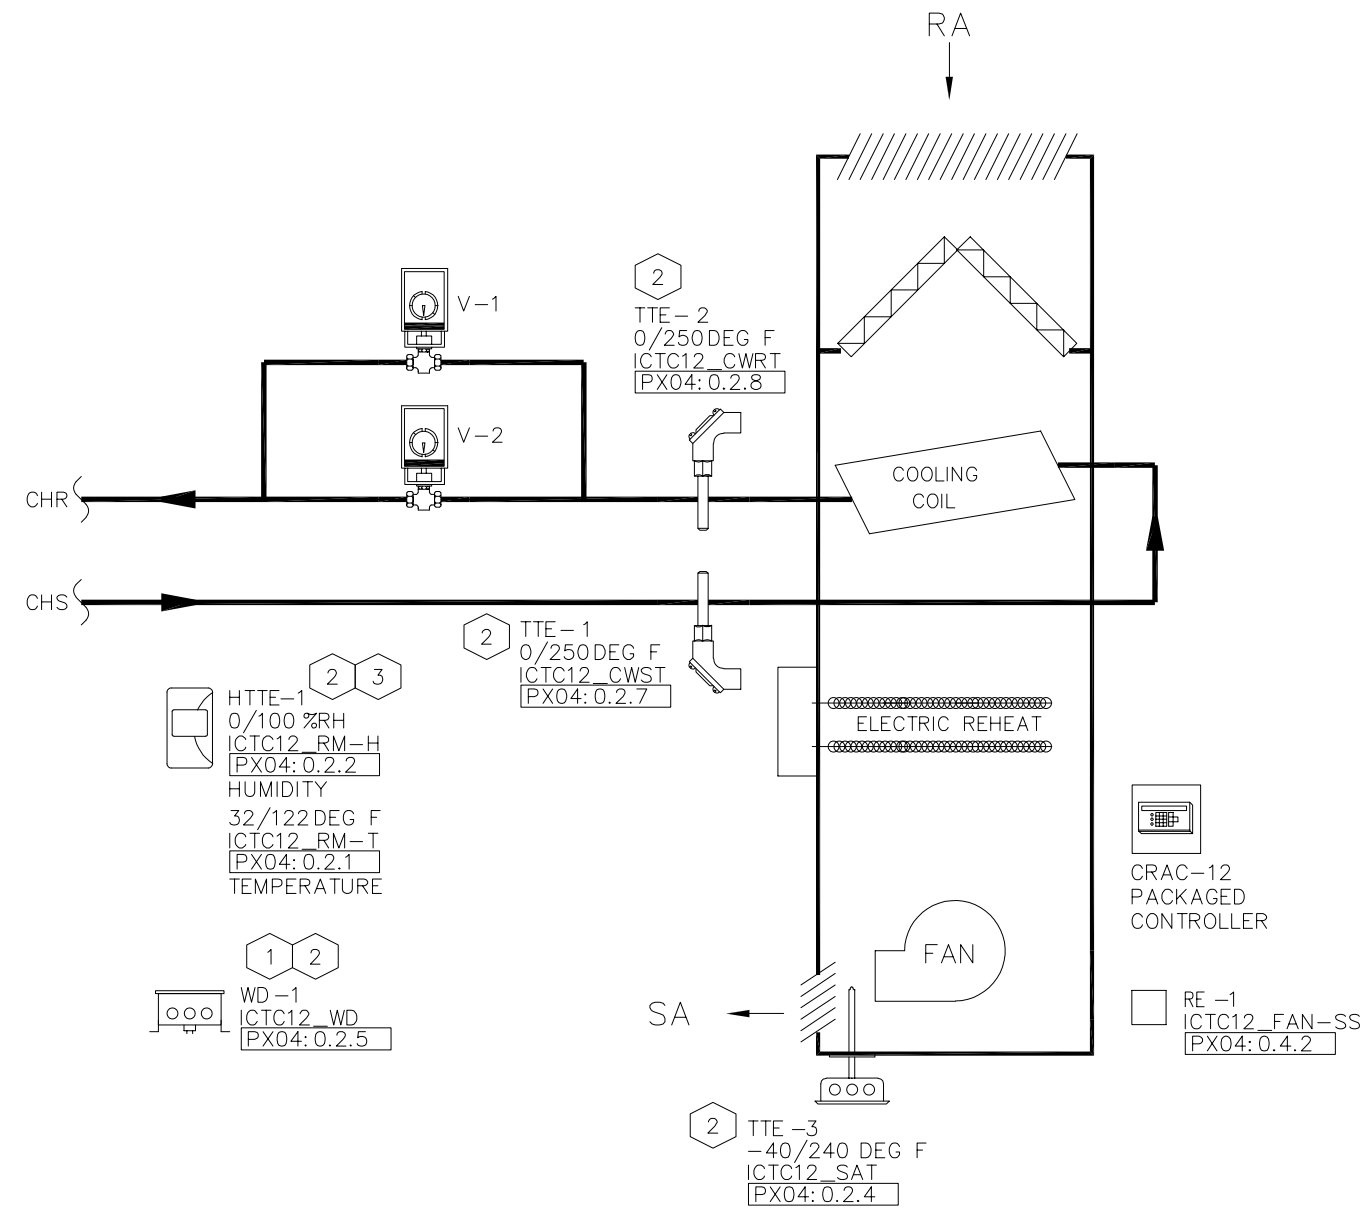 RA
V-1
2
TTE-2
0/250 DEG F
ICTC12_CWRT
PX04: 0.2.8
V-2
COOLING
COIL
CHR
CHS
2
TTE-1
0/250 DEG F
ICTC12_CWST
PX04: 0.2.7
2 3
HTTE-1
0/100 %RH
ICTC12_RM-H
PX04: 0.2.2
HUMIDITY
32/122 DEG F
ICTC12_RM-T
PX04: 0.2.1
TEMPERATURE
ELECTRIC REHEAT
CRAC-12
PACKAGED
CONTROLLER
1 2
WD-1
ICTC12_WD
PX04: 0.2.5
FAN
SA
RE-1
ICTC12_FAN-SS
PX04: 0.4.2
2
TTE-3
-40/240 DEG F
ICTC12_SAT
PX04: 0.2.4